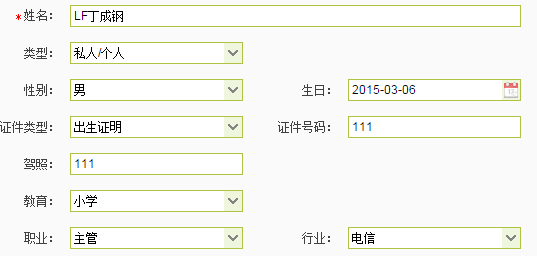 *姓名： LF丁成钢
类型： 私人/个人
性别： 男 生日： 2015-03-06
证件类型： 出生证明 证件号码： 111
驾照： 111
教育： 小学
职业： 主管 行业： 电信